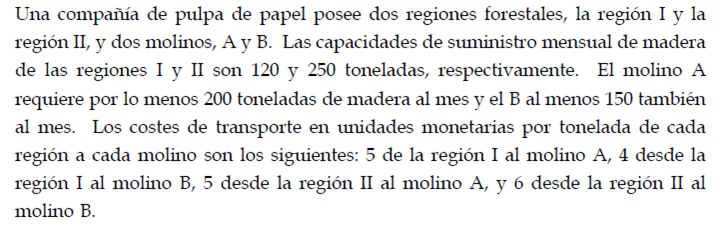 Una compañía de pulpa de papel posee dos regiones forestales, la región I y la
región II, y dos molinos, A y B. Las capacidades de suministro mensual de madera
de las regiones I y II son 120 y 250 toneladas, respectivamente. El molino A
requiere por lo menos 200 toneladas de madera al mes y el B al menos 150 también
al mes. Los costes de transporte en unidades monetarias por tonelada de cada
región a cada molino son los siguientes: 5 de la región I al molino A, 4 desde la
región I al molino B, 5 desde la región II al molino A, y 6 desde la región II al
molino B.